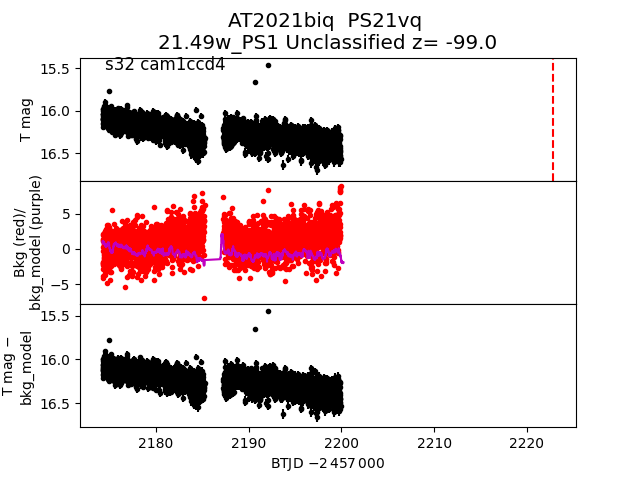 AT2021biq  PS21vq
21.49w_PS1 Unclassified z= -99.0
s32 cam1ccd4
15.5
16.0
16.5
T mag
5
0
−5
Bkg (red)/
bkg_model (purple)
15.5
16.0
16.5
T mag −
bkg_model
2180 2190 2200 2210 2220
BTJD −2 457 000